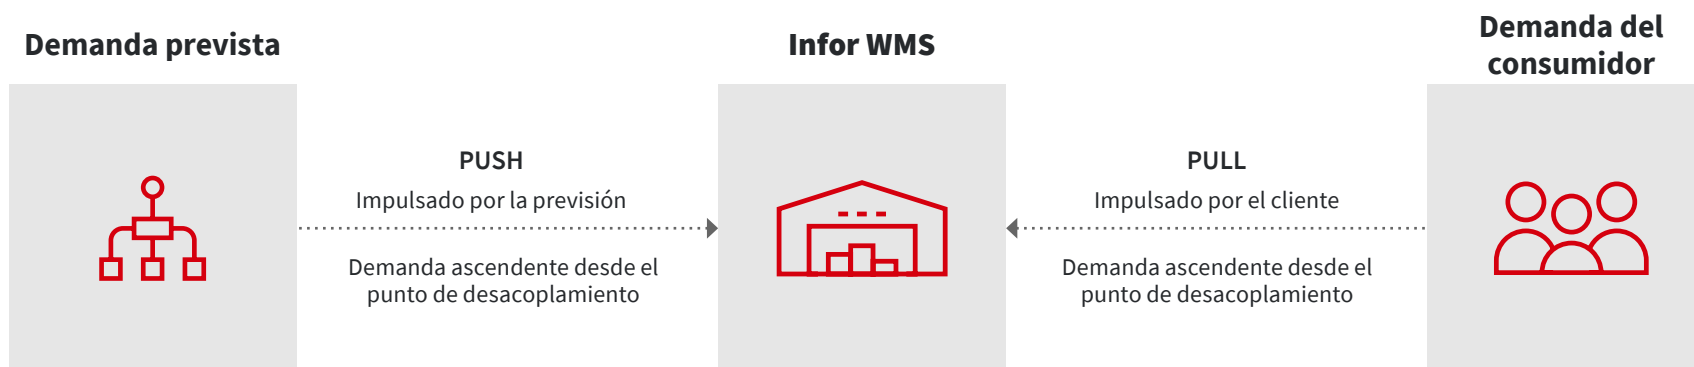 Demanda prevista
Infor WMS
Demanda del
consumidor
PUSH
Impulsado por la previsión
Demanda ascendente desde el
punto de desacoplamiento
PULL
Impulsado por el cliente
Demanda ascendente desde el
punto de desacoplamiento